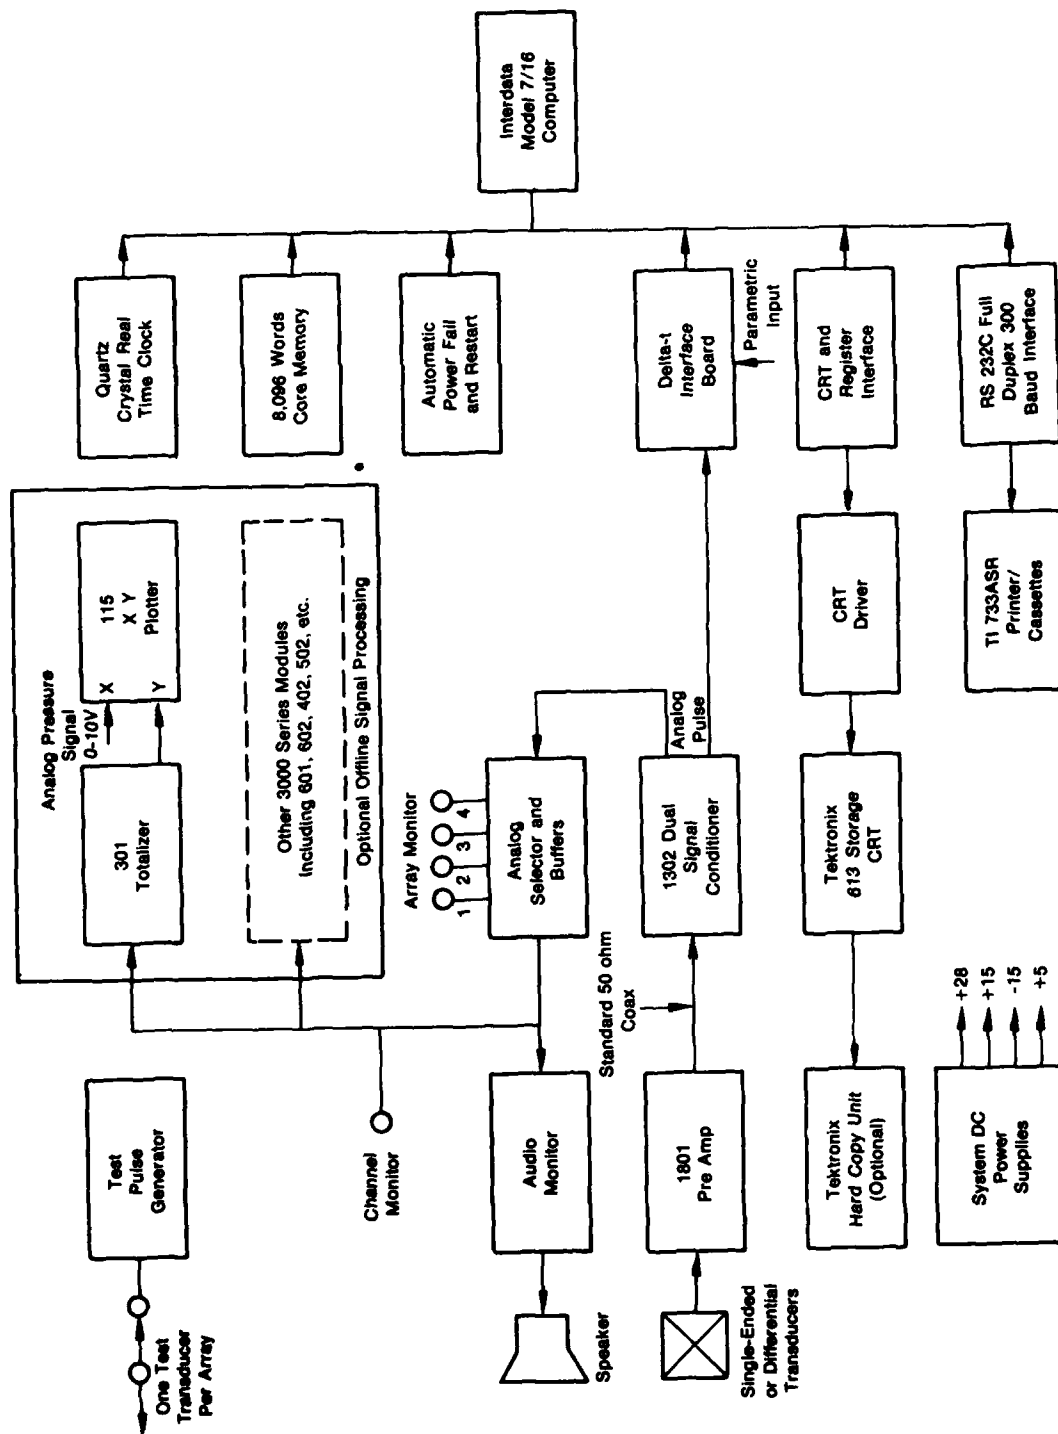 One Test
Transducer
Per Array
Test
Pulse
Generator
Analog Pressure
Signal
0-10V
301
Totalizer
X
Y
115
X Y
Plotter
Other 3000 Series Modules
including 601, 602, 402, 502, etc.
Optional Offline Signal Processing
Quartz
Crystal Real
Time Clock
8,096 Words
Core Memory
Automatic
Power Fail
and Restart
Interdata
Model 7/16
Computer
Channel
Monitor
Array Monitor
1
2
3
4
Speaker
Audio
Monitor
Analog
Selector and
Buffers
Single-Ended
or Differential
Transducers
1801
Pre Amp
Standard 50 ohm
Coax
1302 Dual
Signal
Conditioner
Analog
Pulse
Delta-t
Interface
Board
Parametric
Input
Tektronix
Hard Copy Unit
(Optional)
Tektronix
613 Storage
CRT
CRT
Driver
CRT and
Register
Interface
System DC
Power
Supplies
+28
+15
-15
+5
TI 733ASR
Printer/
Cassettes
RS 232C Full
Duplex 300
Baud Interface